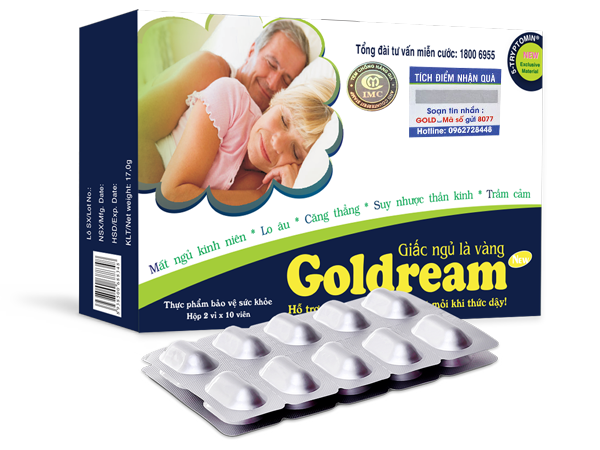 Tổng đài tư vấn miễn cước: 1800 6955
5-TRYPTOMIN®
NEW
Exclusive
Material
IMC
TÍCH ĐIỂM NHẬN QUÀ
Soạn tin nhắn :
GOLD Mã số gửi 8077
Hotline: 0962728448
Mất ngủ kinh niên * Lo âu * Căng thẳng * Suy nhược thần kinh * Trầm cảm
Giấc ngủ là vàng
Goldream
New
Thực phẩm bảo vệ sức khỏe
Hộp 2 vỉ x 10 viên
Hỗ mỏi khi thức dậy!
Lô SX/Lot No.:
NSX/Mfg. Date:
HSD/Exp. Date:
KLT/Net weight: 17,0g